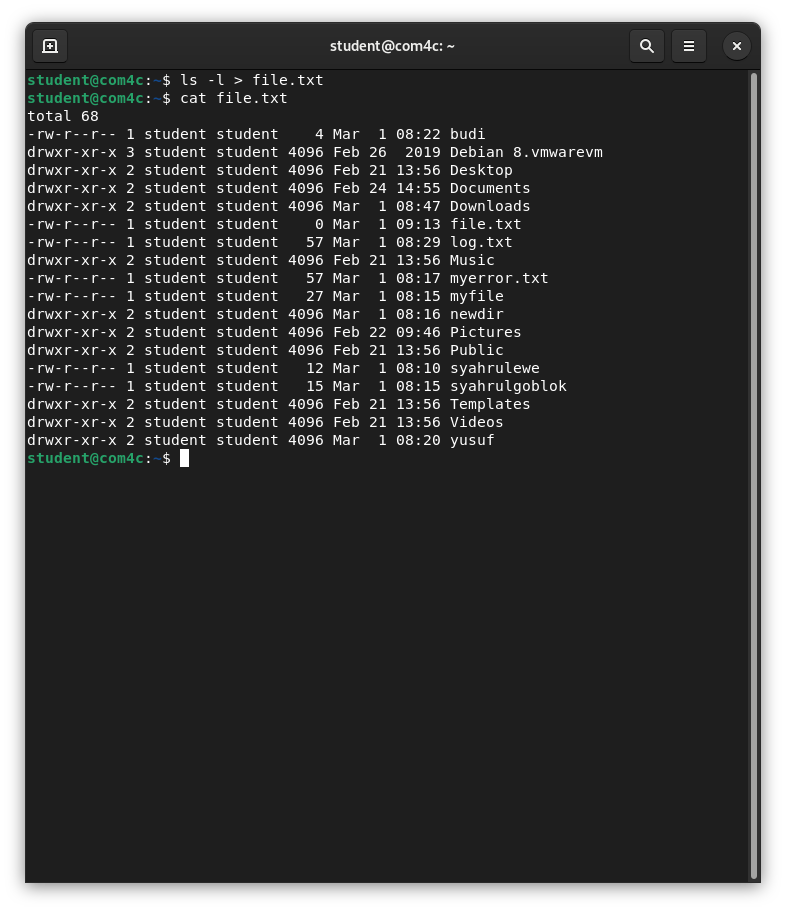 student@com4c: ~
student@com4c:~$ ls -l > file.txt
student@com4c:~$ cat file.txt
total 68
-rw-r--r-- 1 student student    4 Mar  1 08:22 budi
drwxr-xr-x 3 student student 4096 Feb 26  2019 Debian 8.vmwarevm
drwxr-xr-x 2 student student 4096 Feb 21 13:56 Desktop
drwxr-xr-x 2 student student 4096 Feb 24 14:55 Documents
drwxr-xr-x 2 student student 4096 Mar  1 08:47 Downloads
-rw-r--r-- 1 student student    0 Mar  1 09:13 file.txt
-rw-r--r-- 1 student student   57 Mar  1 08:29 log.txt
drwxr-xr-x 2 student student 4096 Feb 21 13:56 Music
-rw-r--r-- 1 student student   57 Mar  1 08:17 myerror.txt
-rw-r--r-- 1 student student   27 Mar  1 08:15 myfile
drwxr-xr-x 2 student student 4096 Mar  1 08:16 newdir
drwxr-xr-x 2 student student 4096 Feb 22 09:46 Pictures
drwxr-xr-x 2 student student 4096 Feb 21 13:56 Public
-rw-r--r-- 1 student student   12 Mar  1 08:10 syahrulewe
-rw-r--r-- 1 student student   15 Mar  1 08:15 syahrulgoblok
drwxr-xr-x 2 student student 4096 Feb 21 13:56 Templates
drwxr-xr-x 2 student student 4096 Feb 21 13:56 Videos
drwxr-xr-x 2 student student 4096 Mar  1 08:20 yusuf
student@com4c:~$